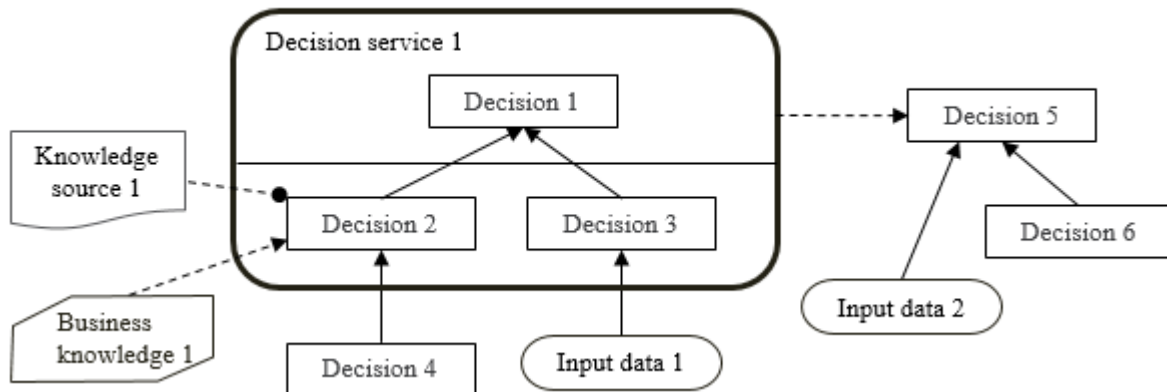 Decision service 1
Decision 1
Decision 5
Knowledge
source 1
Decision 2
Decision 3
Decision 6
Input data 2
Business
knowledge 1
Decision 4
Input data 1